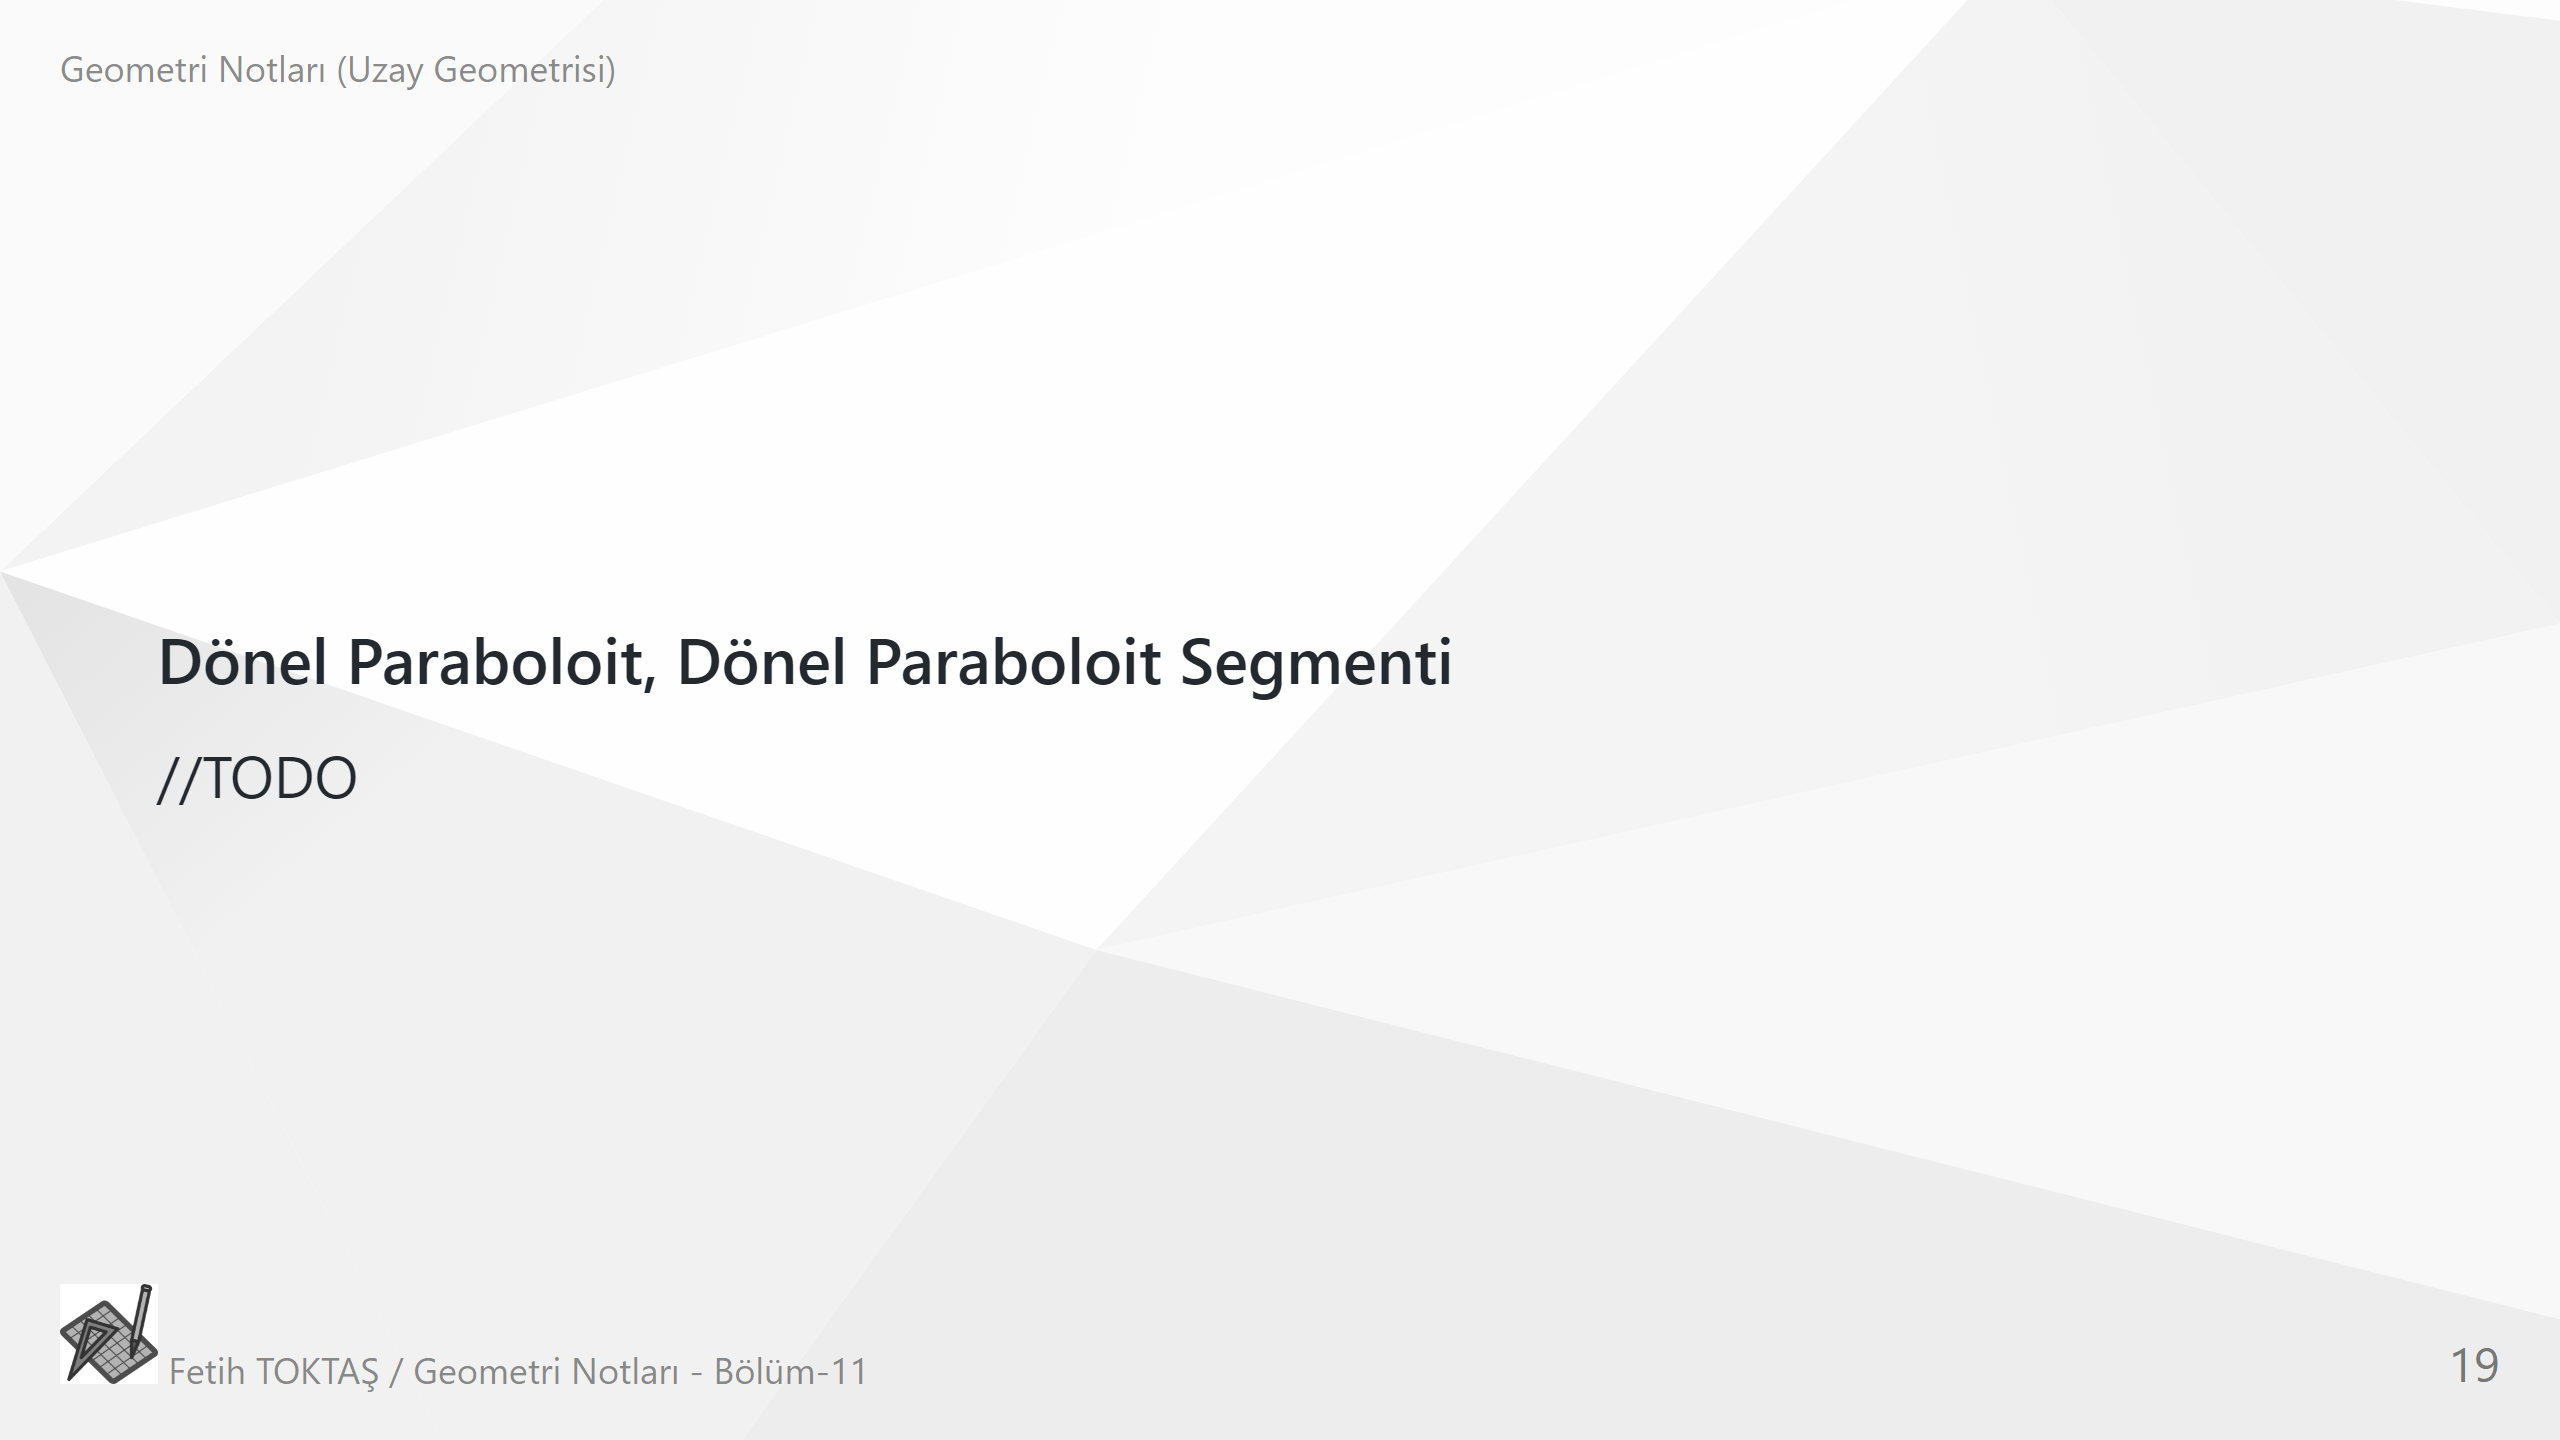 Geometri Notları (Uzay Geometrisi)
Dönel Paraboloit, Dönel Paraboloit Segmenti
//TODO
Fetih TOKTAŞ / Geometri Notları - Bölüm-11
19